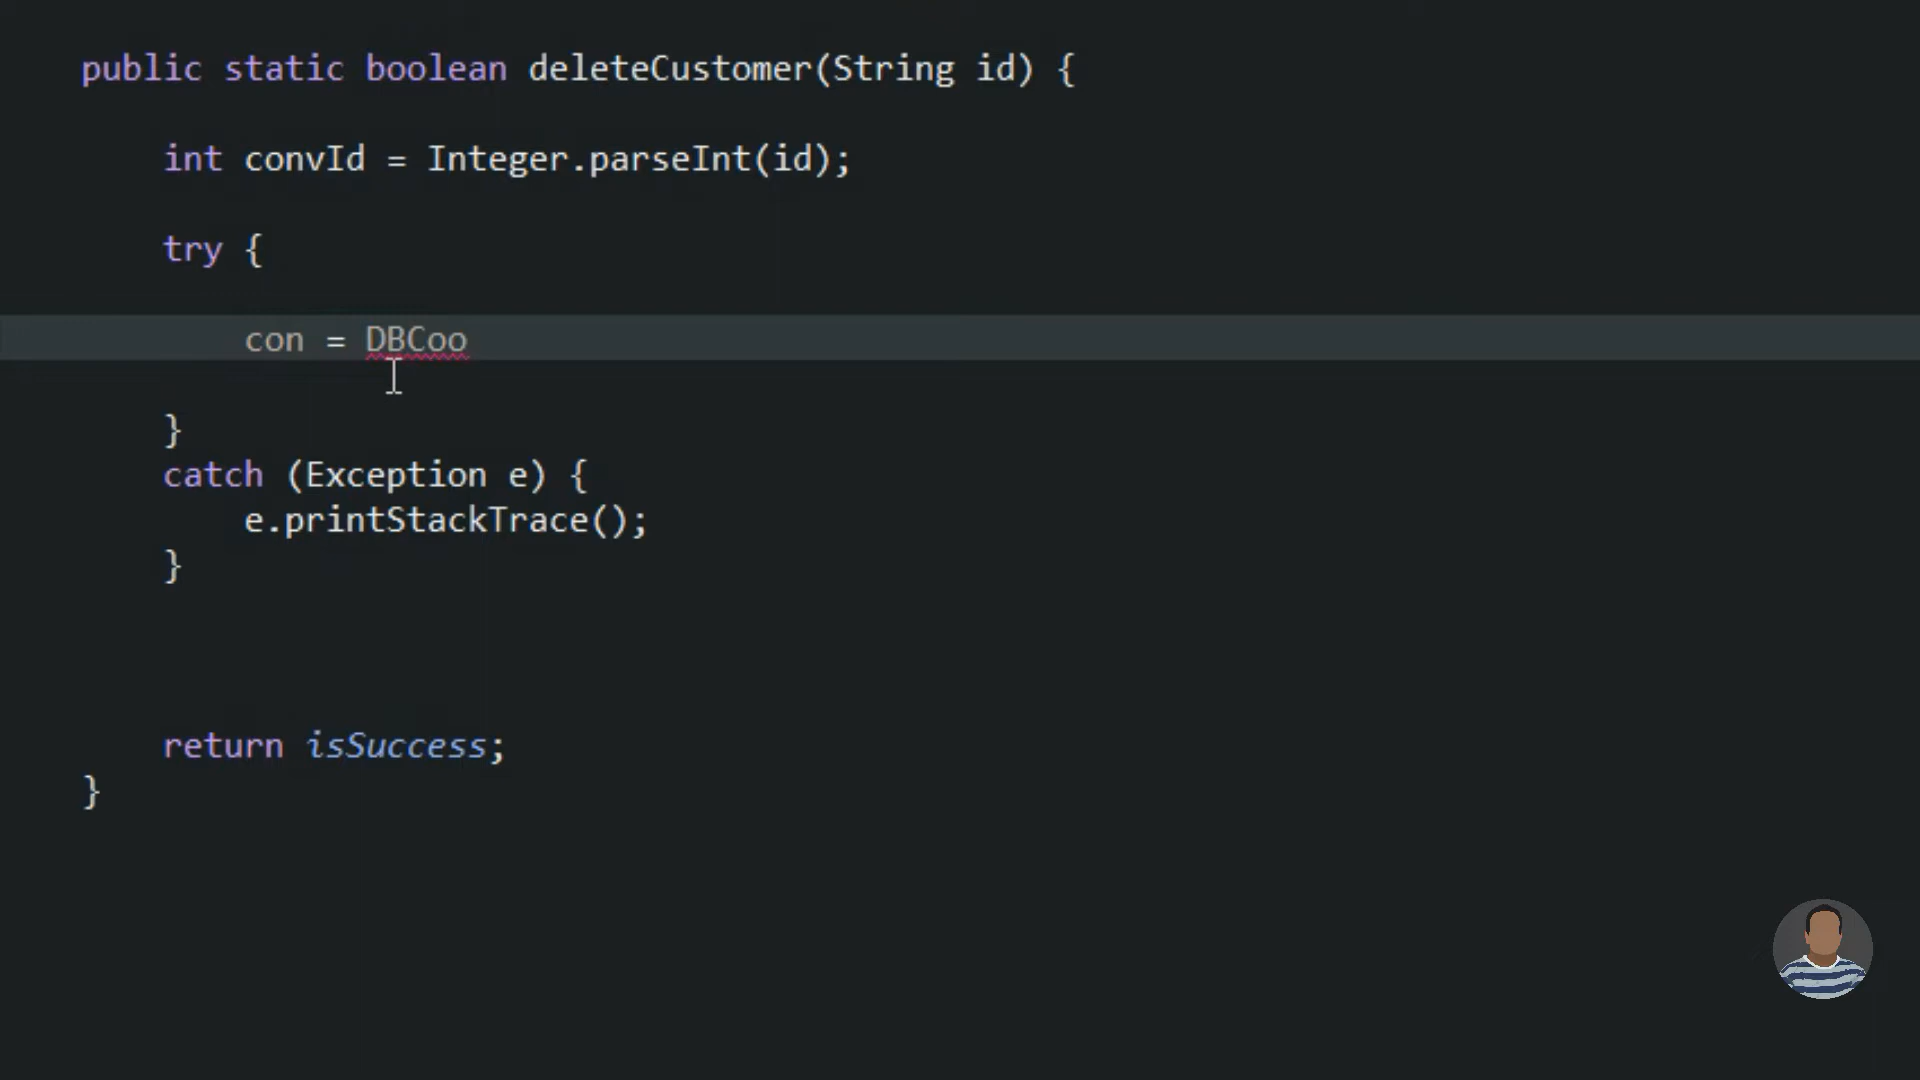 public static boolean deleteCustomer(String id) {
int convId = Integer.parseInt(id);
try {
con = DBCoo
}
catch (Exception e) {
e.printStackTrace();
}
return isSuccess;
}